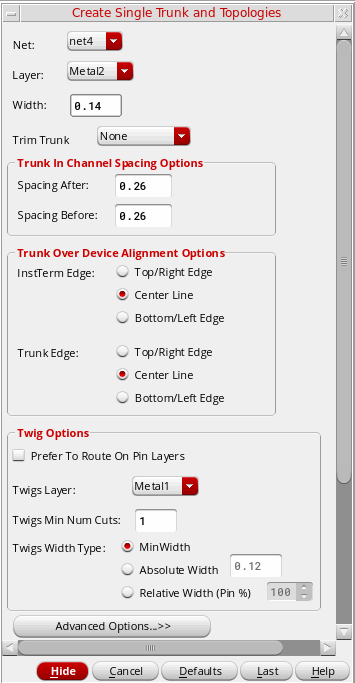 Create Single Trunk and Topologies
Net: net4
Layer: Metal2
Width: 0.14
Trim Trunk None
Trunk In Channel Spacing Options
Spacing After: 0.26
Spacing Before: 0.26
Trunk Over Device Alignment Options
InstTerm Edge: Top/Right Edge
Center Line
Bottom/Left Edge
Trunk Edge: Top/Right Edge
Center Line
Bottom/Left Edge
Twig Options
Prefer To Route On Pin Layers
Twigs Layer: Metal1
Twigs Min Num Cuts: 1
Twigs Width Type: MinWidth
Absolute Width 0.12
Relative Width (Pin %) 100
Advanced Options...>>
Hide Cancel Defaults Last Help